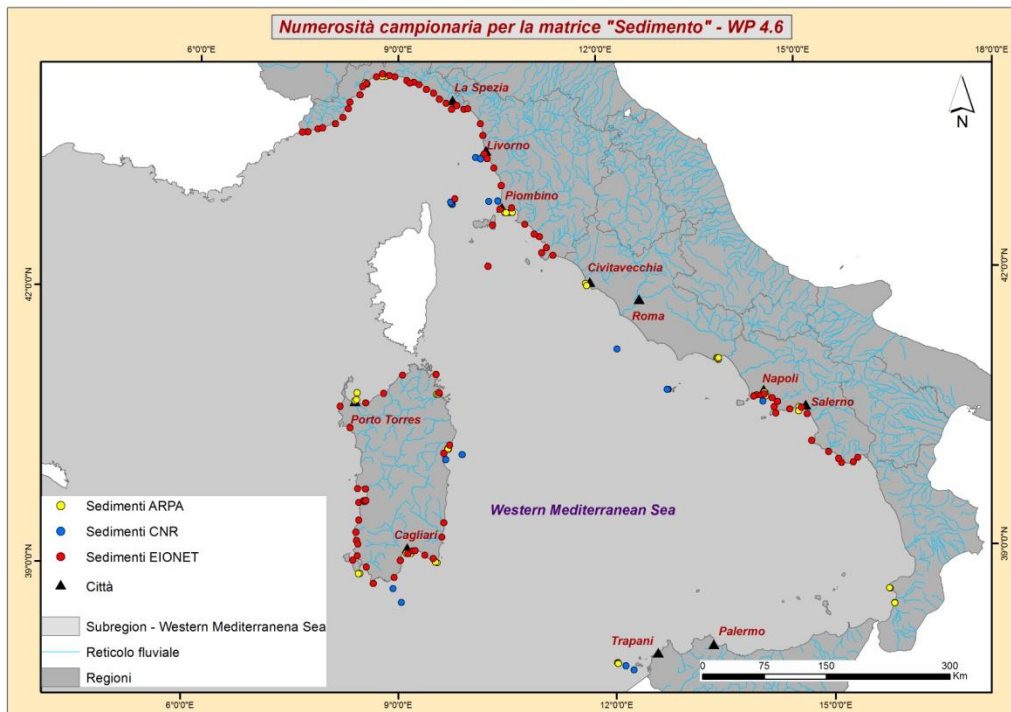 Numerosità campionaria per la matrice "Sedimento" - WP 4.6
6°0'0"E
9°0'0"E
12°0'0"E
15°0'0"E
18°0'0"E
La Spezia
N
Livorno
Piombino
Civitavecchia
42°0'0"N
42°0'0"N
Roma
Napoli
Salerno
Porto Torres
Sedimenti ARPA
Western Mediterranean Sea
Sedimenti CNR
Cagliari
Sedimenti EIONET
39°0'0"N
39°0'0"N
Città
Subregion - Western Mediterranena Sea
Trapani
Palermo
Reticolo fluviale
0 75 150 300
Km
Regioni
6°0'0"E
9°0'0"E
12°0'0"E
15°0'0"E